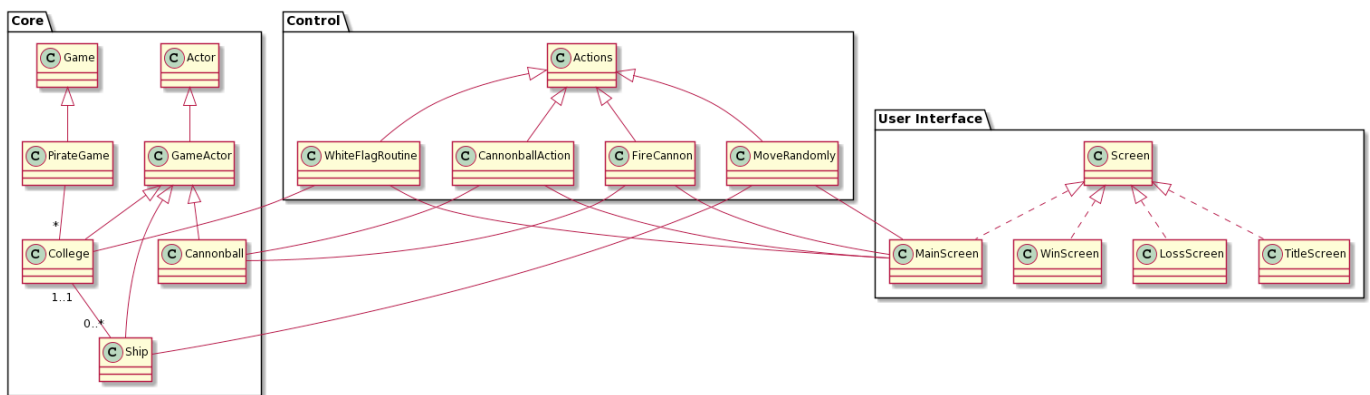 Core
Control
User Interface
C Game
C Actor
C Actions
C PirateGame
C GameActor
C WhiteFlagRoutine
C CannonballAction
C FireCannon
C MoveRandomly
C Screen
*
C College
C Cannonball
C MainScreen
C WinScreen
C LossScreen
C TitleScreen
1..1
0..*
C Ship